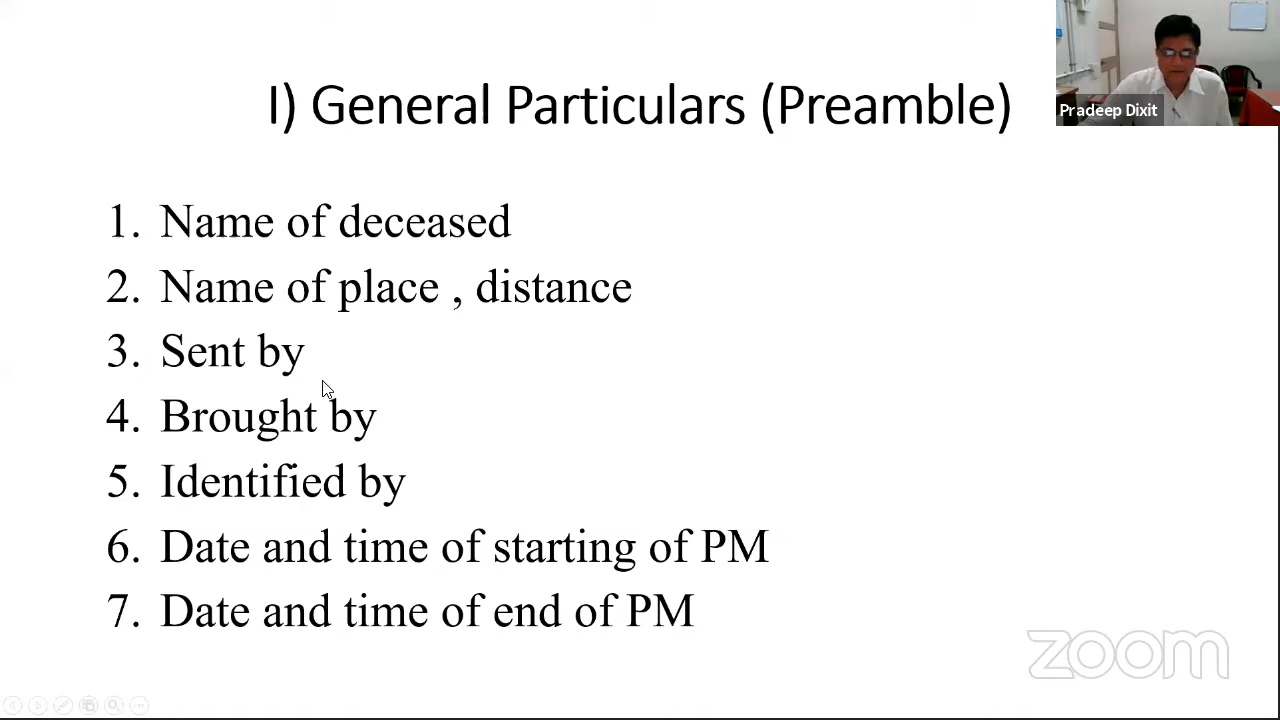 I) General Particulars (Preamble)
Pradeep Dixit
1. Name of deceased
2. Name of place , distance
3. Sent by
4. Brought by
5. Identified by
6. Date and time of starting of PM
7. Date and time of end of PM
zoom